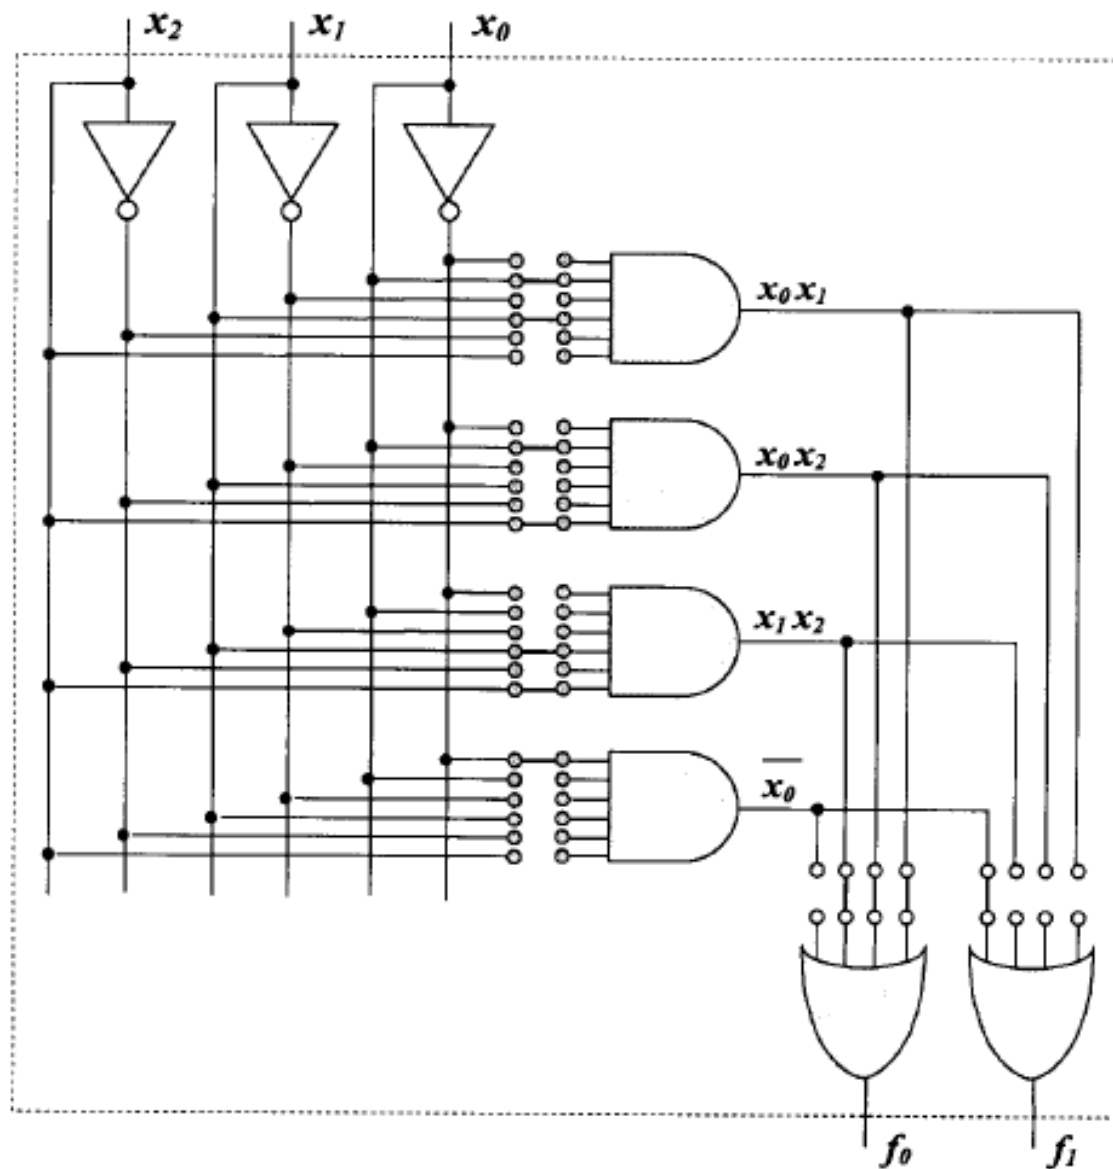 x₂ x₁ x₀
x₀ x₁
x₀ x₂
x₁ x₂
x̅₀
f₀ f₁